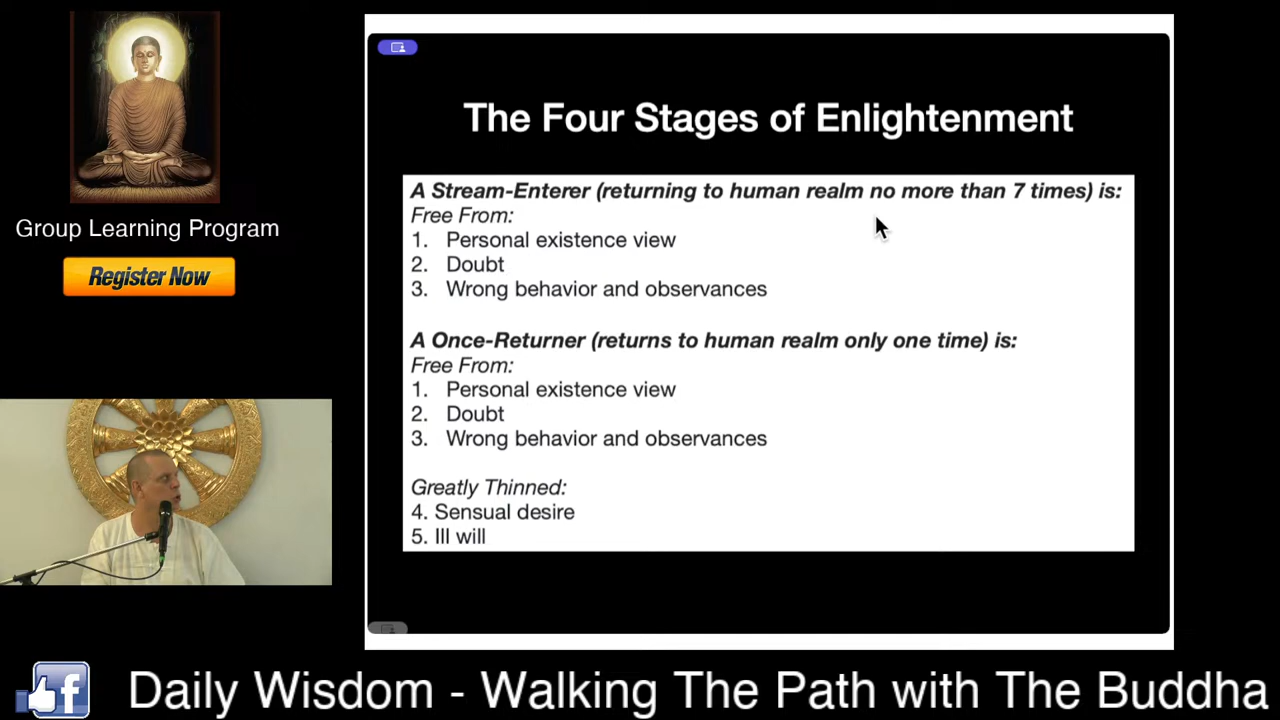 Group Learning Program
Register Now
The Four Stages of Enlightenment
A Stream-Enterer (returning to human realm no more than 7 times) is:
Free From:
1. Personal existence view
2. Doubt
3. Wrong behavior and observances
A Once-Returner (returns to human realm only one time) is:
Free From:
1. Personal existence view
2. Doubt
3. Wrong behavior and observances
Greatly Thinned:
4. Sensual desire
5. Ill will
f
Daily Wisdom - Walking The Path with The Buddha